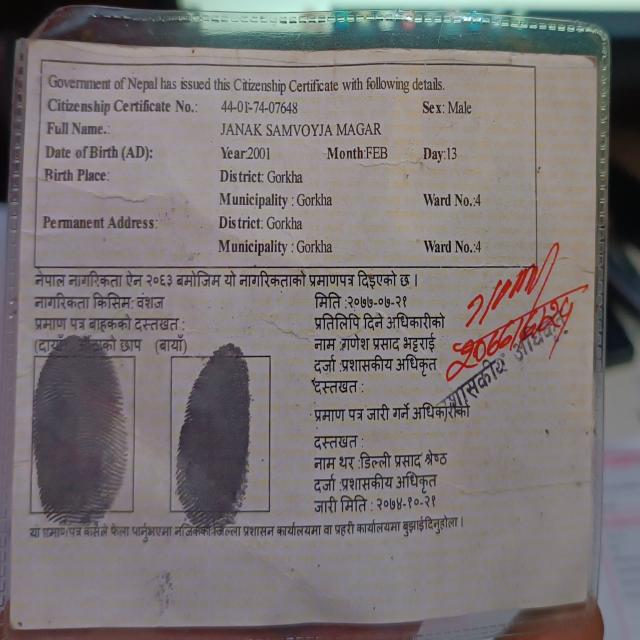 Government of Nepal has issued this Citizenship Certificate with following details.
Citizenship Certificate No.: 44-01-74-07648 Sex: Male
Full Name.: JANAK SAMVOYJA MAGAR
Date of Birth (AD): Year:2001 Month:FEB Day:13
Birth Place: District: Gorkha
Municipality : Gorkha Ward No.:4
Permanent Address: District: Gorkha
Municipality : Gorkha Ward No.:4
नेपाल नागरिकता ऐन २०६३ बमोजिम यो नागरिकताको प्रमाणपत्र दिइएको छ ।
नागरिकता किसिम: वंशज
प्रमाण पत्र बाहकको दस्तखत :
(दायाँ) औंठाको छाप (बायाँ)
मिति :२०७७-०७-२१
प्रतिलिपि दिने अधिकारीको
नाम :गणेश प्रसाद भट्टराई
दर्जा :प्रशासकीय अधिकृत
दस्तखत :
प्रशासकीय अधिकृत
प्रमाण पत्र जारी गर्ने अधिकारीको
दस्तखत :
नाम थर :डिल्ली प्रसाद श्रेष्ठ
दर्जा :प्रशासकीय अधिकृत
जारी मिति : २०७४-१०-२१
यो प्रमाण पत्र कसैले फेला पार्नुभएमा नजिकको जिल्ला प्रशासन कार्यालयमा वा प्रहरी कार्यालयमा बुझाईदिनुहोला ।